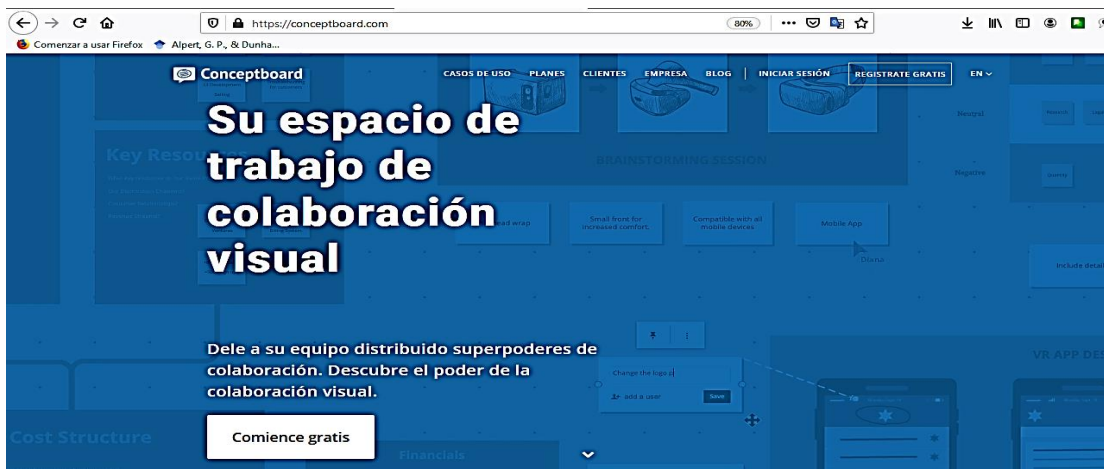 https://conceptboard.com
80%
Comenzar a usar Firefox
Alpert, G. P., & Dunha...
Conceptboard
CASOS DE USO PLANES CLIENTES EMPRESA BLOG | INICIAR SESIÓN REGISTRATE GRATIS EN
Su espacio de
trabajo de
colaboración
visual
Key Resources
BRAINSTORMING SESSION
Neutral
Negative
Small front for
increased comfort.
Compatible with all
mobile devices
Mobile App
Include detail
Dele a su equipo distribuido superpoderes de
colaboración. Descubre el poder de la
colaboración visual.
Change the logo
add a user
Save
VR APP DES
Comience gratis
Cost Structure
Financials